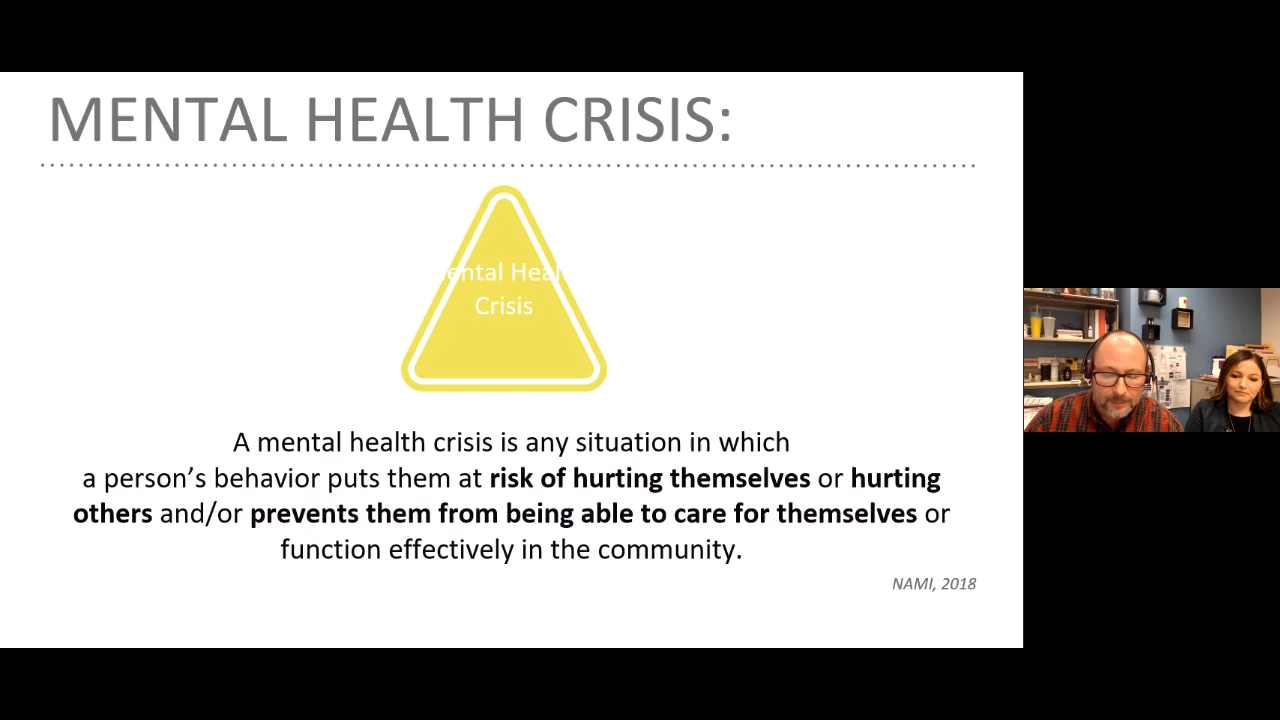 MENTAL HEALTH CRISIS:
ental Heal
Crisis
A mental health crisis is any situation in which
a person’s behavior puts them at risk of hurting themselves or hurting
others and/or prevents them from being able to care for themselves or
function effectively in the community.
NAMI, 2018